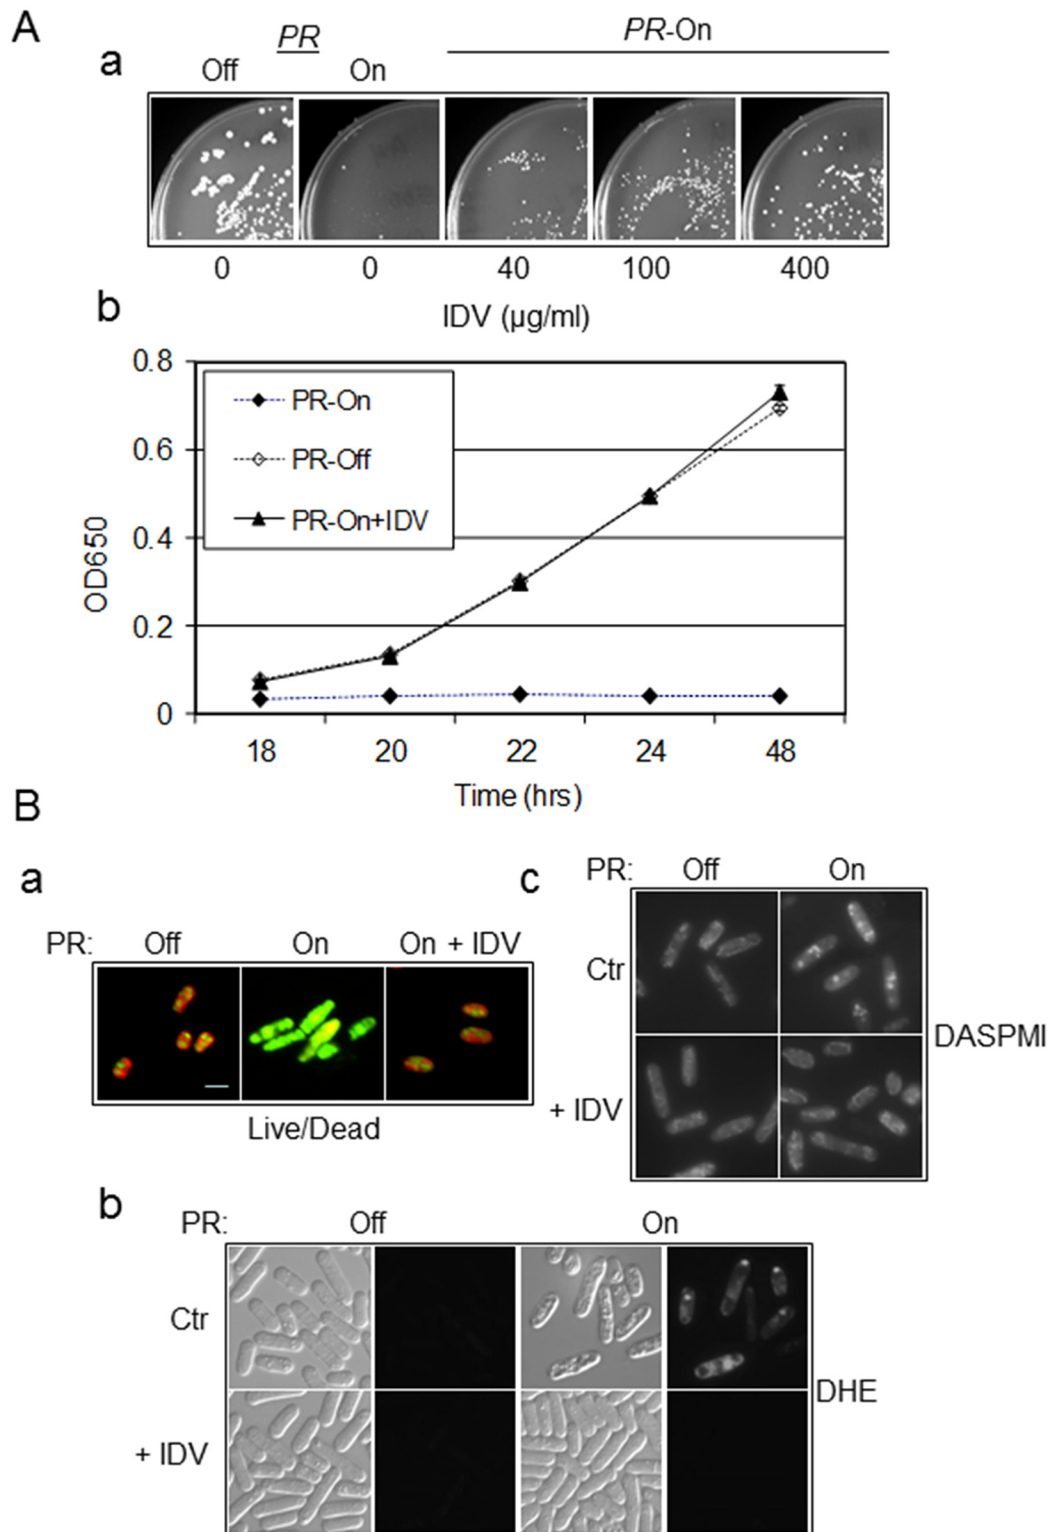 A
PR
PR-On
a
Off
On
0
0
40
100
400
IDV (µg/ml)
b
0.8
0.6
0.4
0.2
0
OD650
PR-On
PR-Off
PR-On+IDV
18
20
22
24
48
Time (hrs)
B
a
PR:
Off
On
On + IDV
Live/Dead
c
PR:
Off
On
Ctr
+ IDV
DASPMI
b
PR:
Off
On
Ctr
+ IDV
DHE